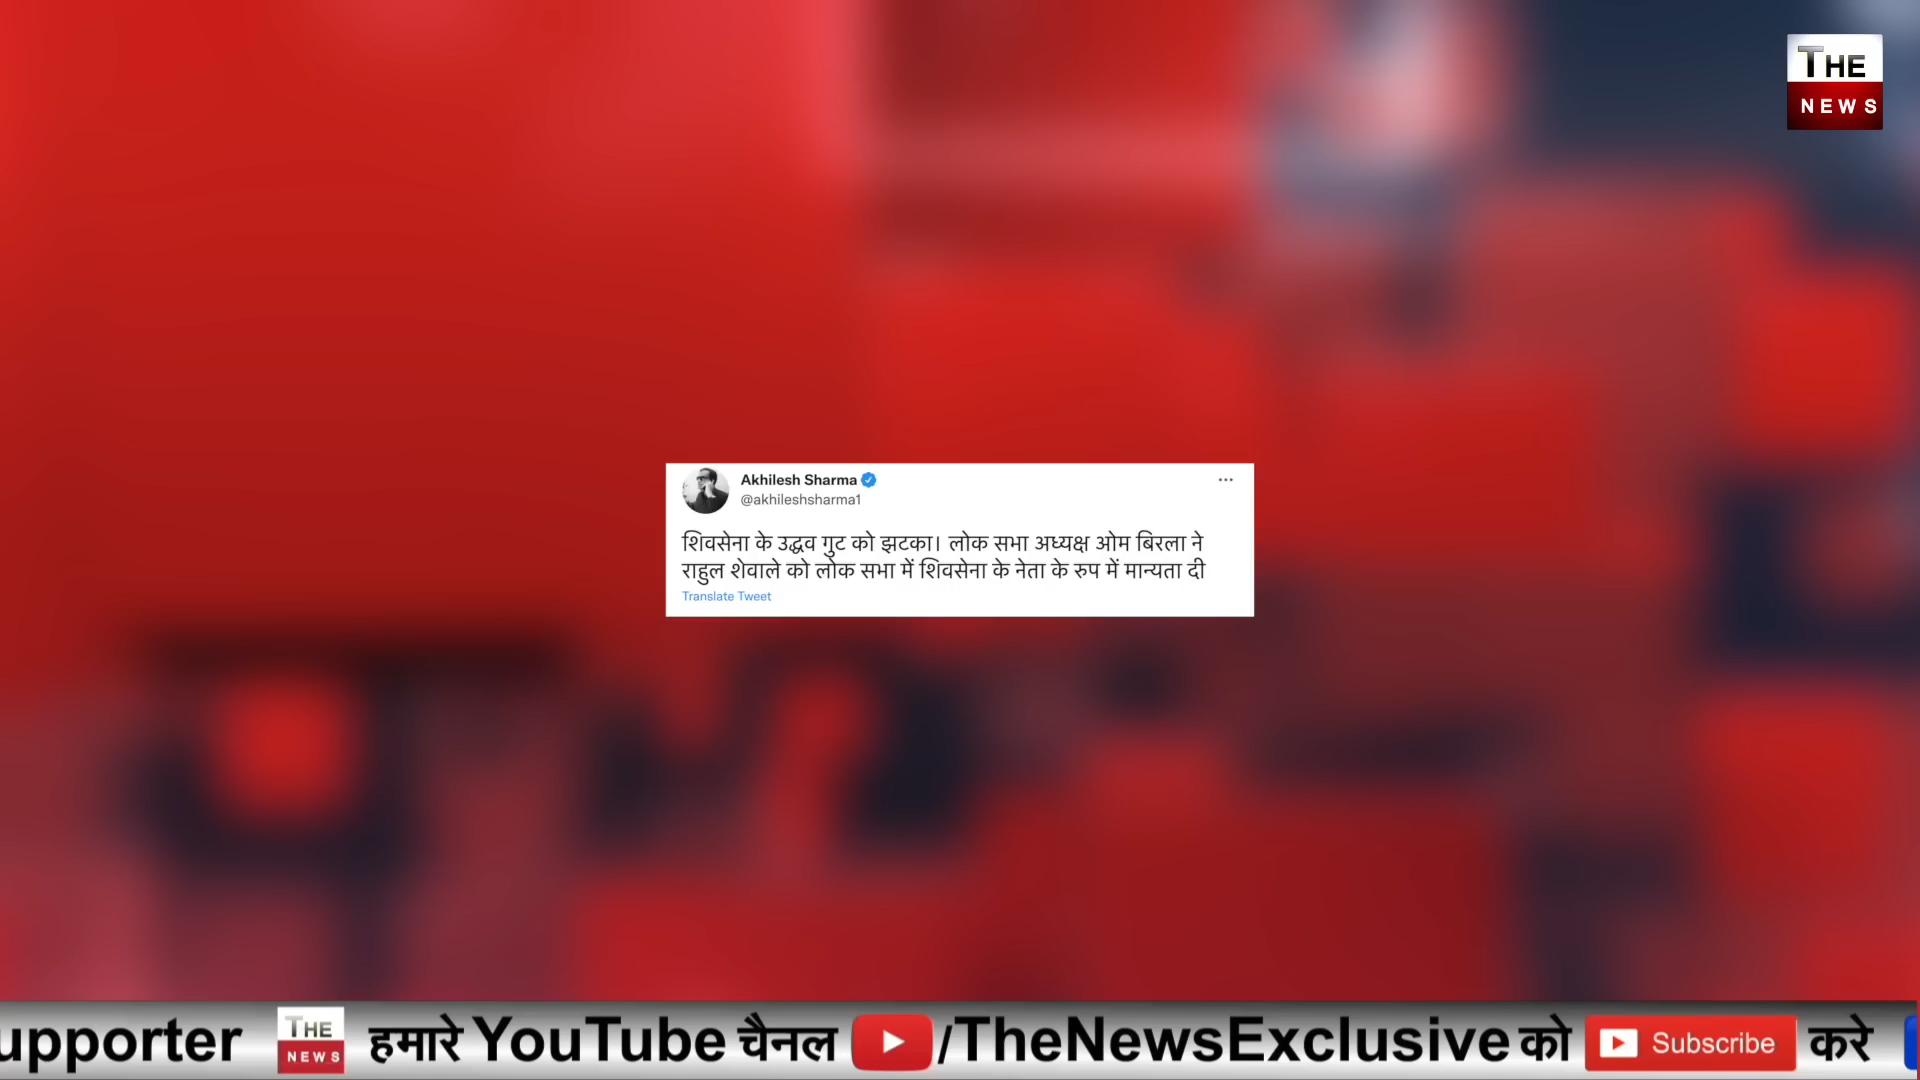 THE
NEWS
Akhilesh Sharma
@akhileshsharma1
शिवसेना के उद्धव गुट को झटका। लोक सभा अध्यक्ष ओम बिरला ने
राहुल शेवाले को लोक सभा में शिवसेना के नेता के रुप में मान्यता दी
Translate Tweet
upporter THE NEWS हमारे YouTube चैनल /TheNewsExclusive को Subscribe करे